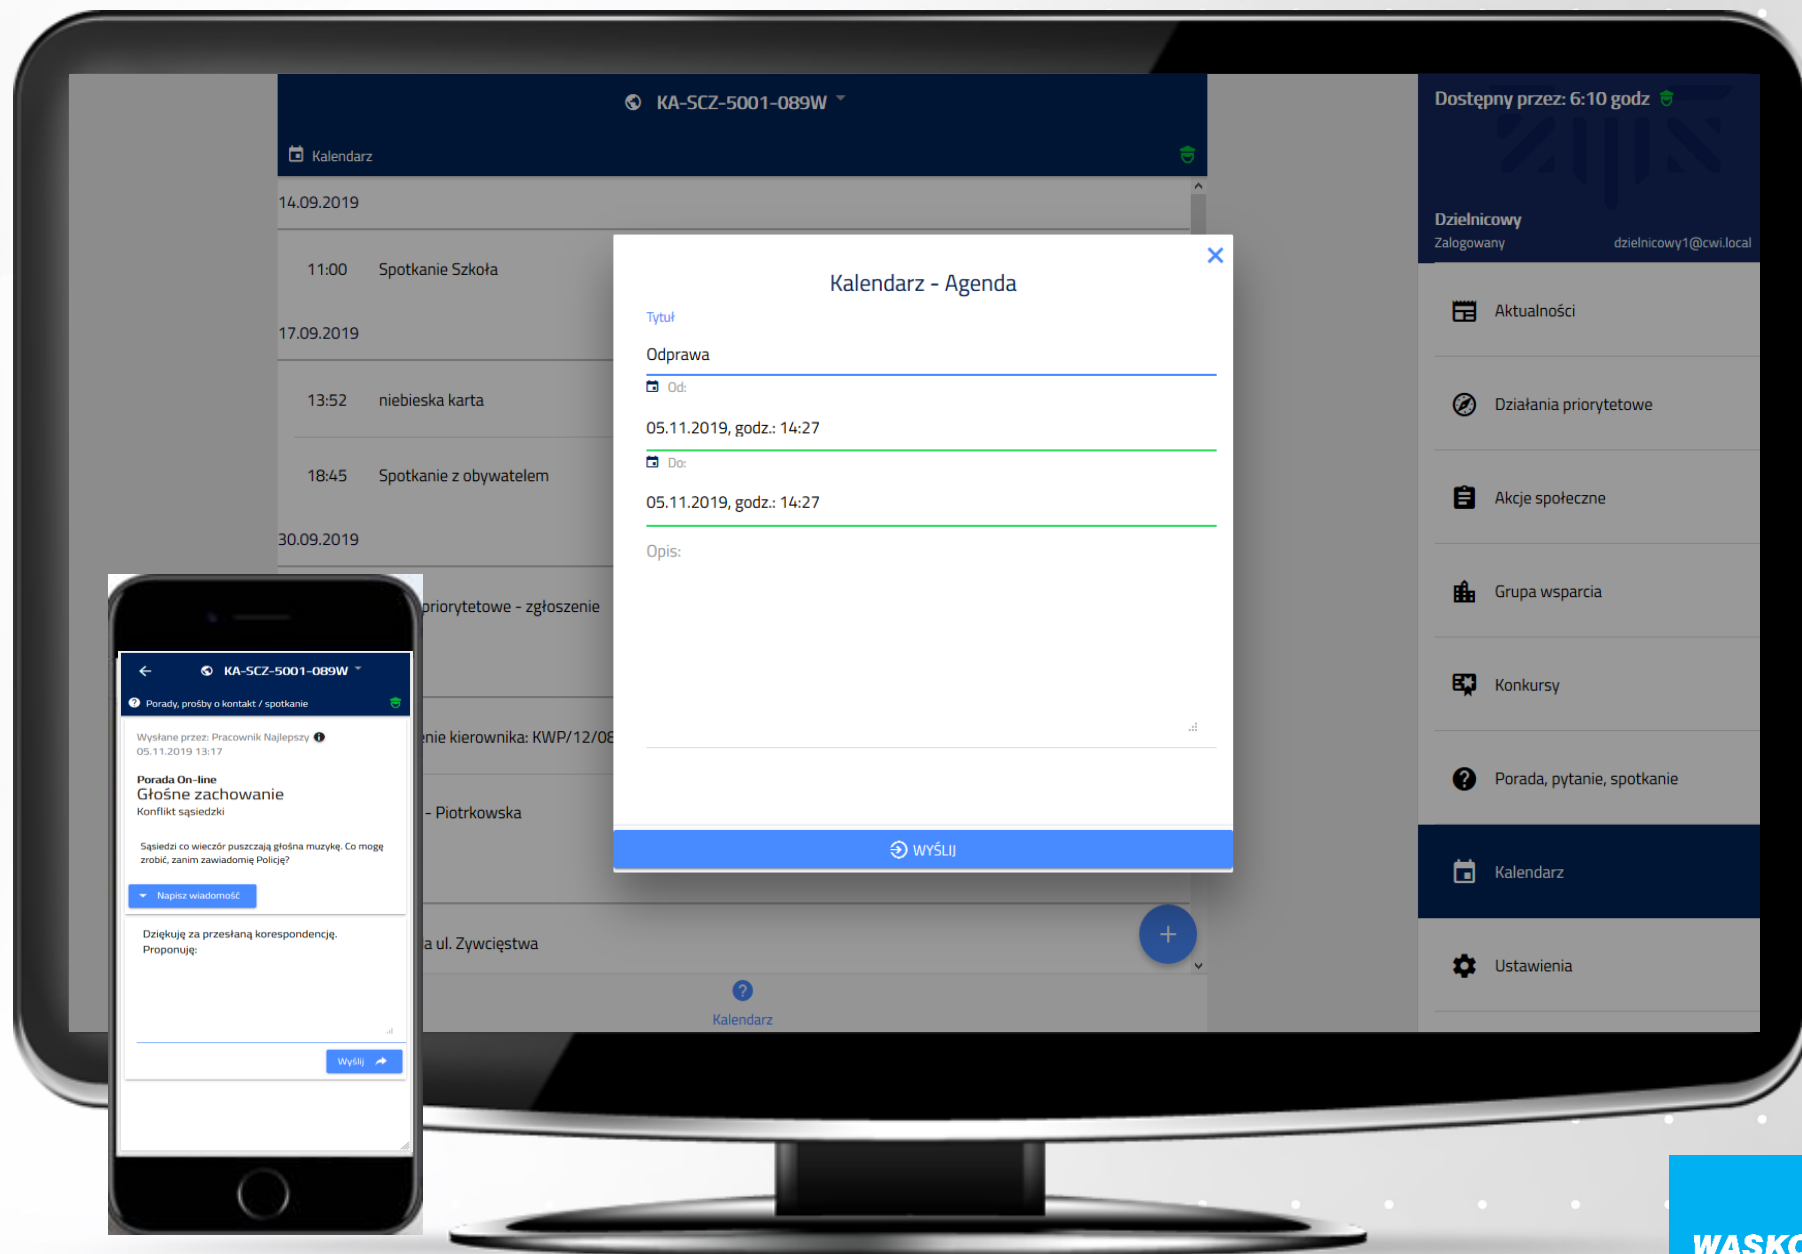 KA-SCZ-5001-089W
Kalendarz
14.09.2019
11:00 Spotkanie Szkoła
17.09.2019
13:52 niebieska karta
18:45 Spotkanie z obywatelem
30.09.2019
priorytetowe - zgłoszenie
enie kierownika: KWP/12/08
- Piotrkowska
a ul. Zywcięstwa
Kalendarz
Kalendarz - Agenda
Tytuł
Odprawa
Od:
05.11.2019, godz.: 14:27
Do:
05.11.2019, godz.: 14:27
Opis:
WYŚLIJ
Dostępny przez: 6:10 godz
Dzielnicowy
Zalogowany dzielnicowy1@cwi.local
Aktualności
Działania priorytetowe
Akcje społeczne
Grupa wsparcia
Konkursy
Porada, pytanie, spotkanie
Kalendarz
Ustawienia
KA-SCZ-5001-089W
Porady, prośby o kontakt / spotkanie
Wysłane przez: Pracownik Najlepszy
05.11.2019 13:17
Porada On-line
Głośne zachowanie
Konflikt sąsiedzki
Sąsiedzi co wieczór puszczają głośna muzykę. Co mogę
zrobić, zanim zawiadomię Policję?
Napisz wiadomość
Dziękuję za przesłaną korespondencję.
Proponuję:
Wyślij
WASKO